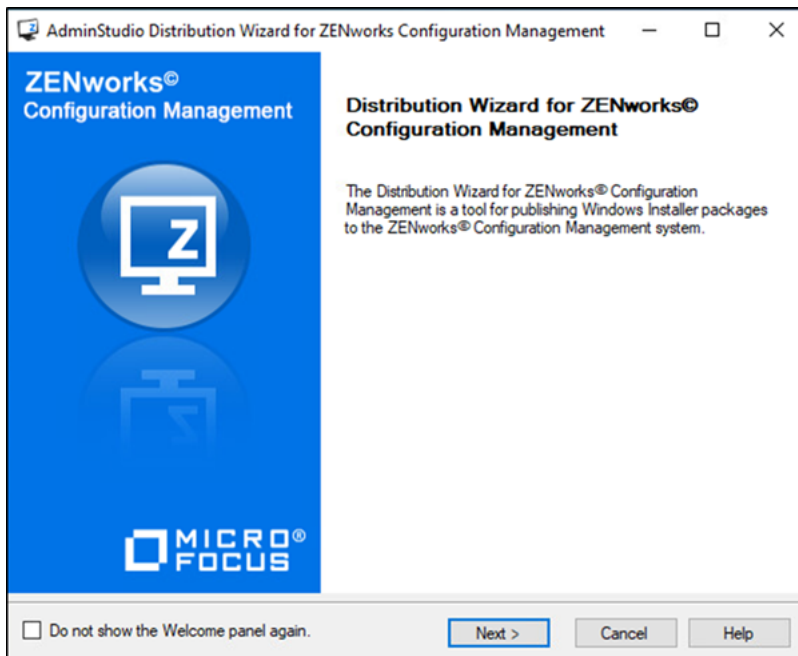 AdminStudio Distribution Wizard for ZENworks Configuration Management
ZENworks©
Configuration Management
Z
MICRO®
FOCUS
Distribution Wizard for ZENworks©
Configuration Management
The Distribution Wizard for ZENworks® Configuration
Management is a tool for publishing Windows Installer packages
to the ZENworks® Configuration Management system.
Do not show the Welcome panel again.
Next >
Cancel
Help